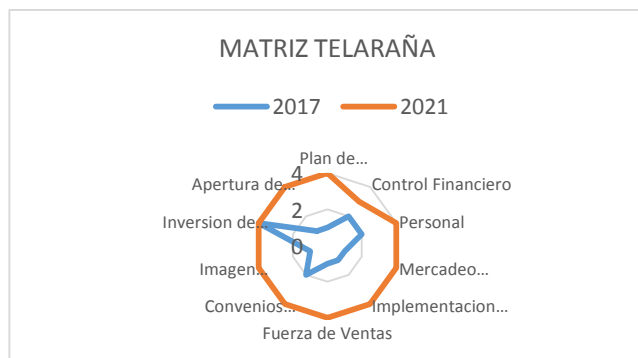 MATRIZ TELARAÑA
2017 2021
Plan de...
Control Financiero
Personal
Mercadeo...
Implementacion...
Fuerza de Ventas
Convenios...
Imagen...
Inversion de...
Apertura de...
4
2
0